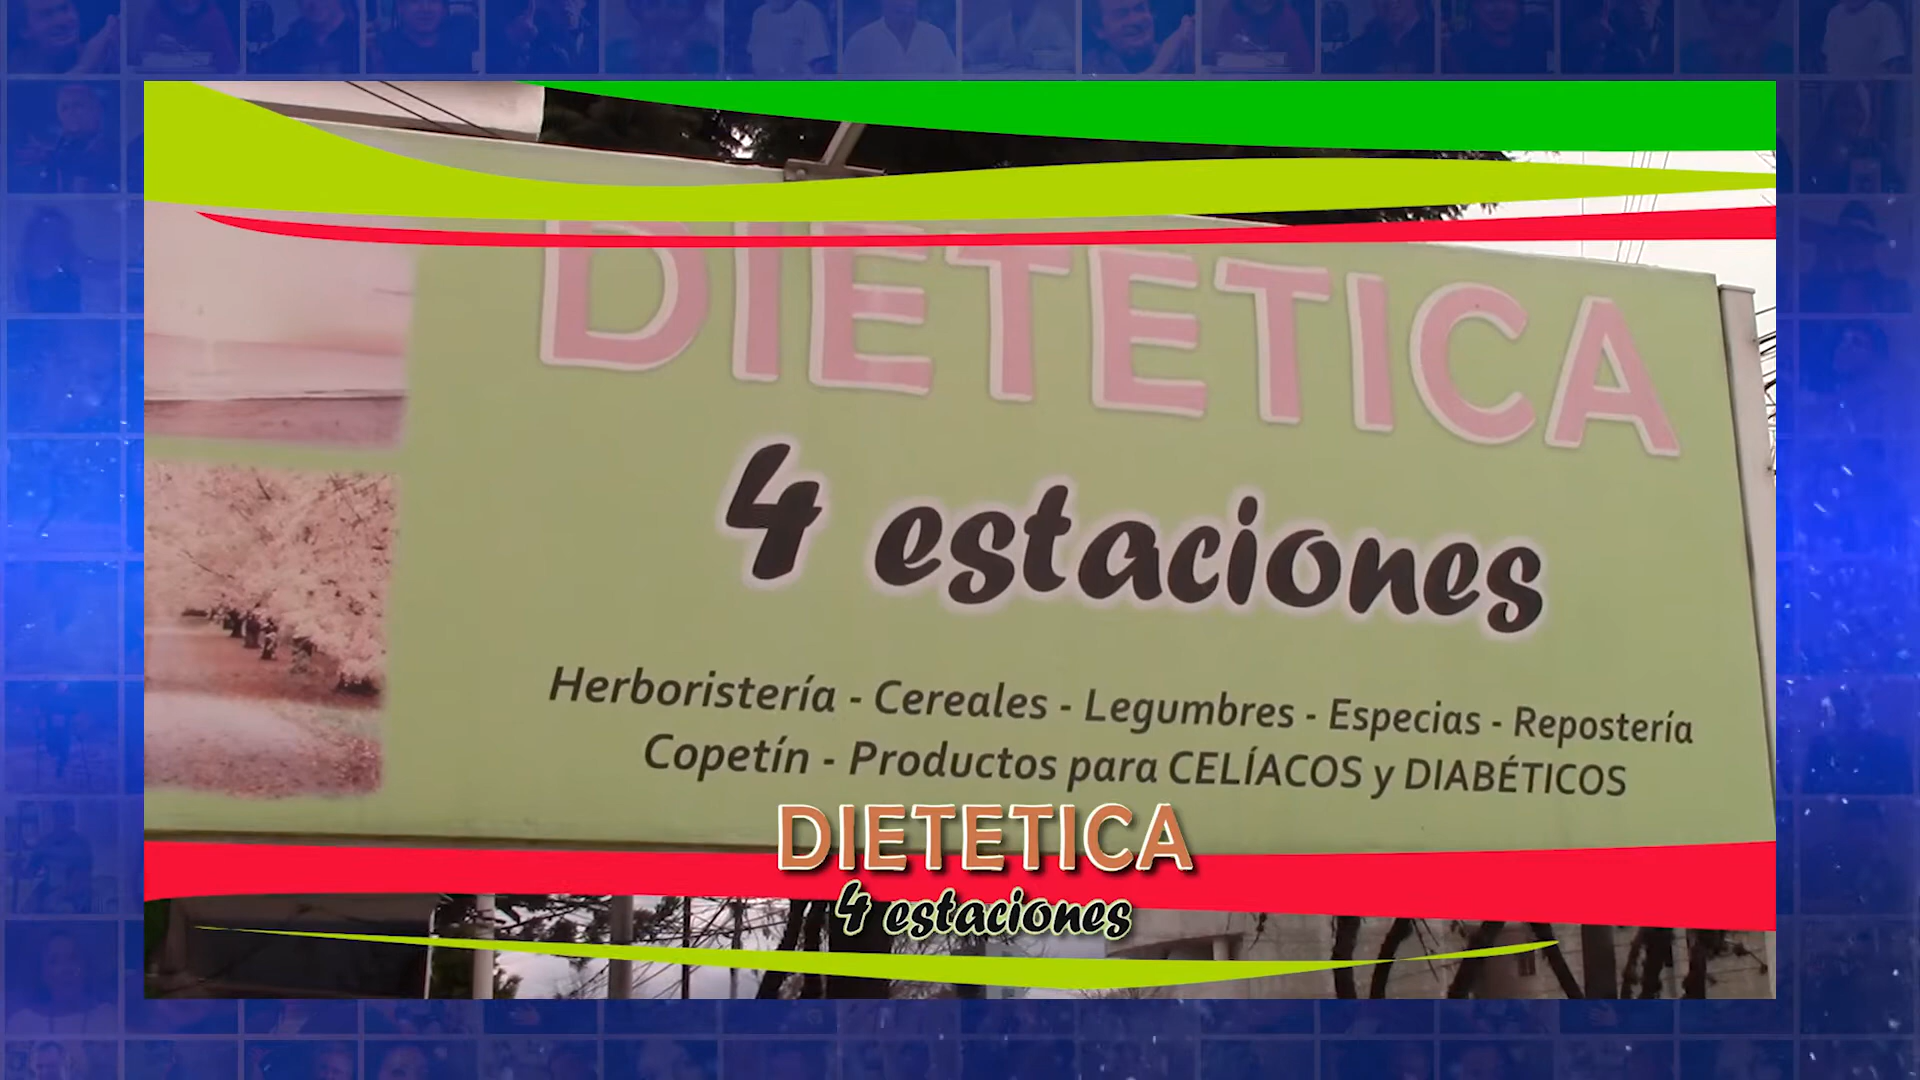 DIETETICA
4 estaciones
Herboristería - Cereales - Legumbres - Especias - Repostería
Copetín - Productos para CELÍACOS y DIABÉTICOS
DIETETICA
4 estaciones